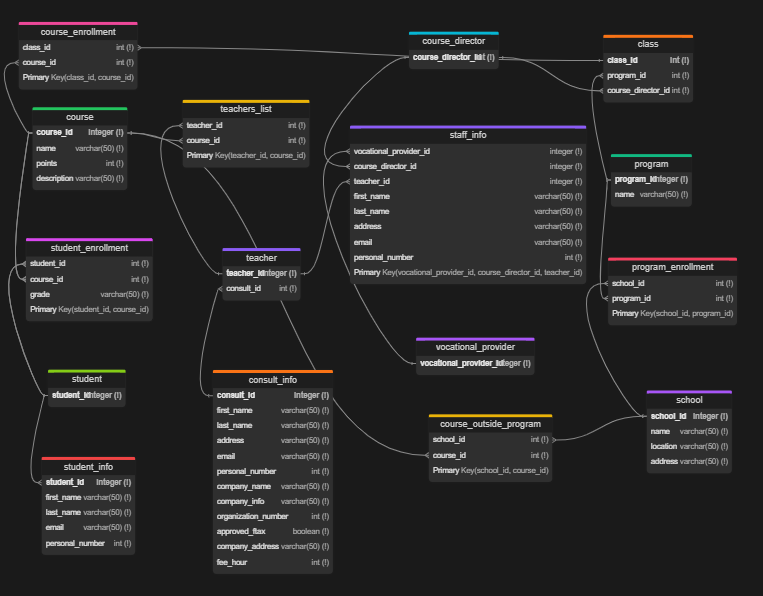 course_enrollment
class_id int (!)
course_id int (!)
Primary Key(class_id, course_id)
course_director
course_director_id int (!)
class
class_id int (!)
program_id int (!)
course_director_id int (!)
course
course_id integer (!)
name varchar(50) (!)
points int (!)
description varchar(50) (!)
teachers_list
teacher_id int (!)
course_id int (!)
Primary Key(teacher_id, course_id)
staff_info
vocational_provider_id integer (!)
course_director_id integer (!)
teacher_id integer (!)
first_name varchar(50) (!)
last_name varchar(50) (!)
address varchar(50) (!)
email varchar(50) (!)
personal_number int (!)
Primary Key(vocational_provider_id, course_director_id, teacher_id)
program
program_id integer (!)
name varchar(50) (!)
student_enrollment
student_id int (!)
course_id int (!)
grade varchar(50) (!)
Primary Key(student_id, course_id)
teacher
teacher_id integer (!)
consult_id int (!)
program_enrollment
school_id int (!)
program_id int (!)
Primary Key(school_id, program_id)
vocational_provider
vocational_provider_id integer (!)
student
student_id integer (!)
consult_info
consult_id integer (!)
first_name varchar(50) (!)
last_name varchar(50) (!)
address varchar(50) (!)
email varchar(50) (!)
personal_number int (!)
company_name varchar(50) (!)
company_info varchar(50) (!)
organization_number int (!)
approved_ftax boolean (!)
company_address varchar(50) (!)
fee_hour int (!)
school
school_id integer (!)
name varchar(50) (!)
location varchar(50) (!)
address varchar(50) (!)
course_outside_program
school_id int (!)
course_id int (!)
Primary Key(school_id, course_id)
student_info
student_id integer (!)
first_name varchar(50) (!)
last_name varchar(50) (!)
email varchar(50) (!)
personal_number int (!)